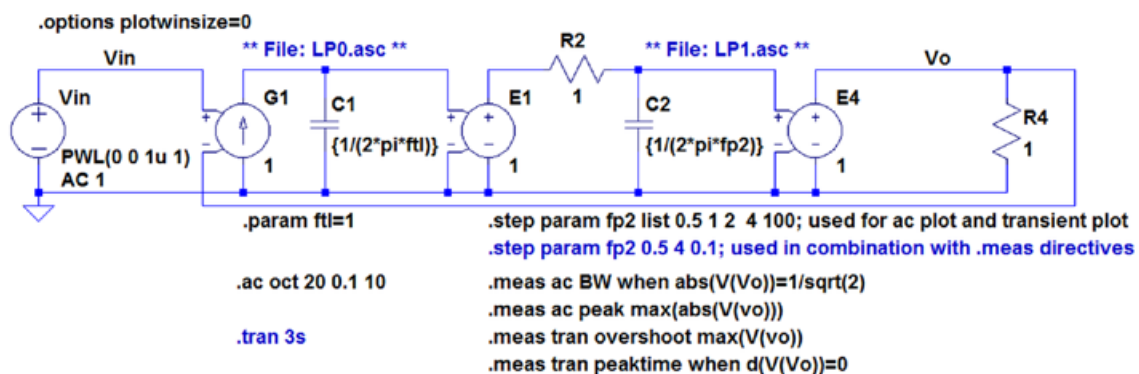 .options plotwinsize=0
Vin
** File: LP0.asc **
R2
1
** File: LP1.asc **
Vo
Vin
+
-
PWL(0 0 1u 1)
AC 1
+
-
G1
1
C1
{1/(2*pi*ftl)}
+
-
E1
+
-
1
C2
{1/(2*pi*fp2)}
+
-
E4
+
-
1
R4
1
.param ftl=1
.step param fp2 list 0.5 1 2  4 100; used for ac plot and transient plot
.step param fp2 0.5 4 0.1; used in combination with .meas directives
.ac oct 20 0.1 10
.meas ac BW when abs(V(Vo))=1/sqrt(2)
.meas ac peak max(abs(V(vo)))
.tran 3s
.meas tran overshoot max(V(vo))
.meas tran peaktime when d(V(Vo))=0